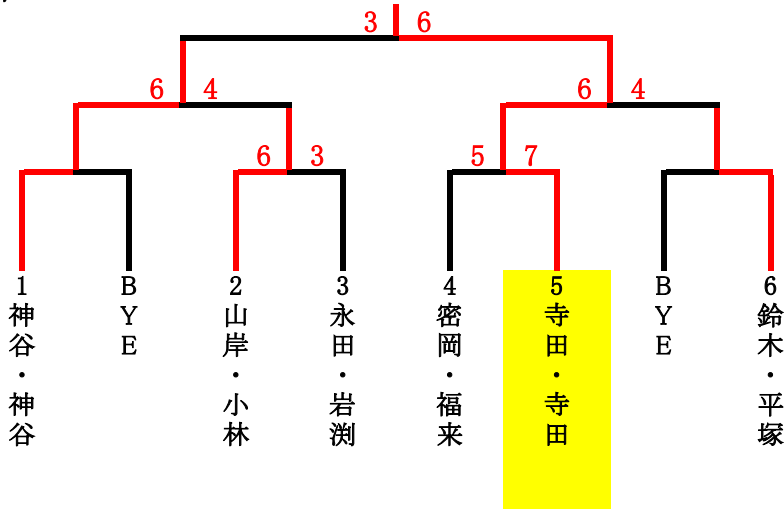 3 6
6 4
6 4
6 3
5 7
1 神谷・神谷
BYE
2 山岸・小林
3 永田・岩渕
4 密岡・福来
5 寺田・寺田
BYE
6 鈴木・平塚